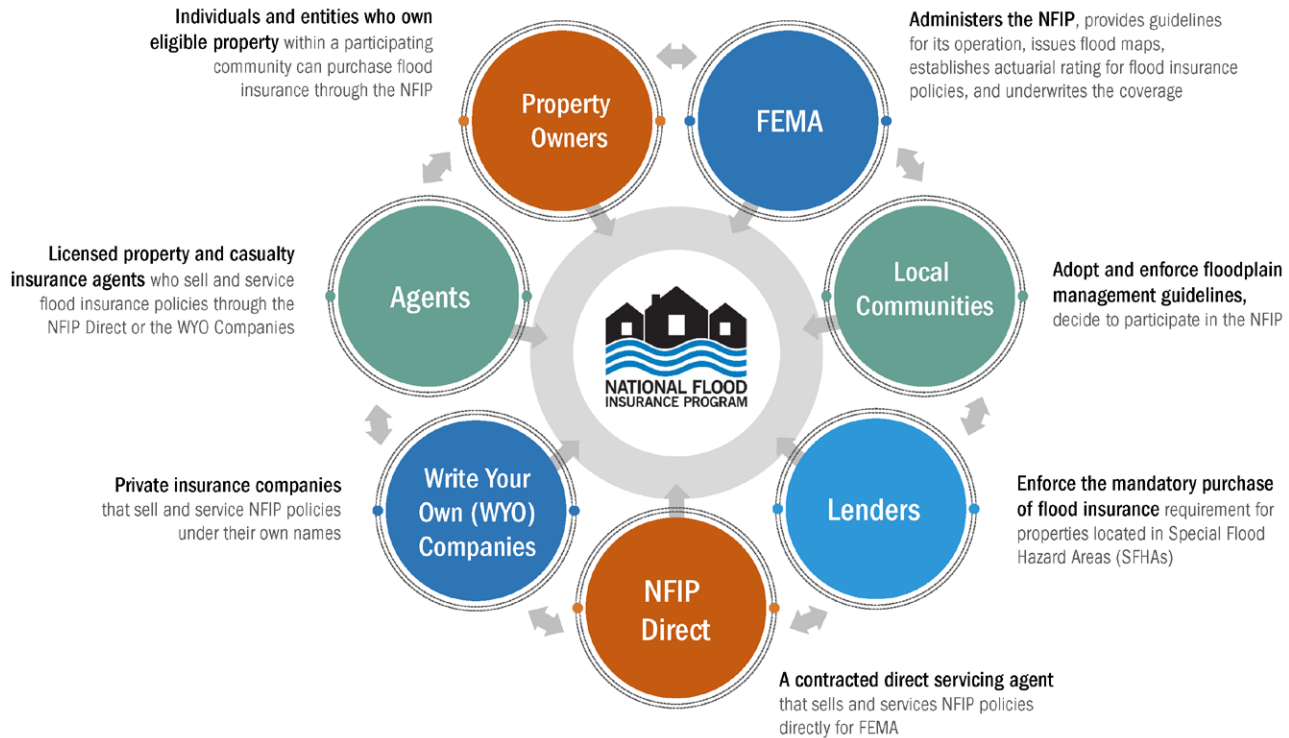 Individuals and entities who own
eligible property within a participating
community can purchase flood
insurance through the NFIP
Property
Owners
FEMA
Administers the NFIP, provides guidelines
for its operation, issues flood maps,
establishes actuarial rating for flood insurance
policies, and underwrites the coverage
Licensed property and casualty
insurance agents who sell and service
flood insurance policies through the
NFIP Direct or the WYO Companies
Agents
Local
Communities
Adopt and enforce floodplain
management guidelines,
decide to participate in the NFIP
NATIONAL FLOOD
INSURANCE PROGRAM
Private insurance companies
that sell and service NFIP policies
under their own names
Write Your
Own (WYO)
Companies
Lenders
Enforce the mandatory purchase
of flood insurance requirement for
properties located in Special Flood
Hazard Areas (SFHAs)
NFIP
Direct
A contracted direct servicing agent
that sells and services NFIP policies
directly for FEMA